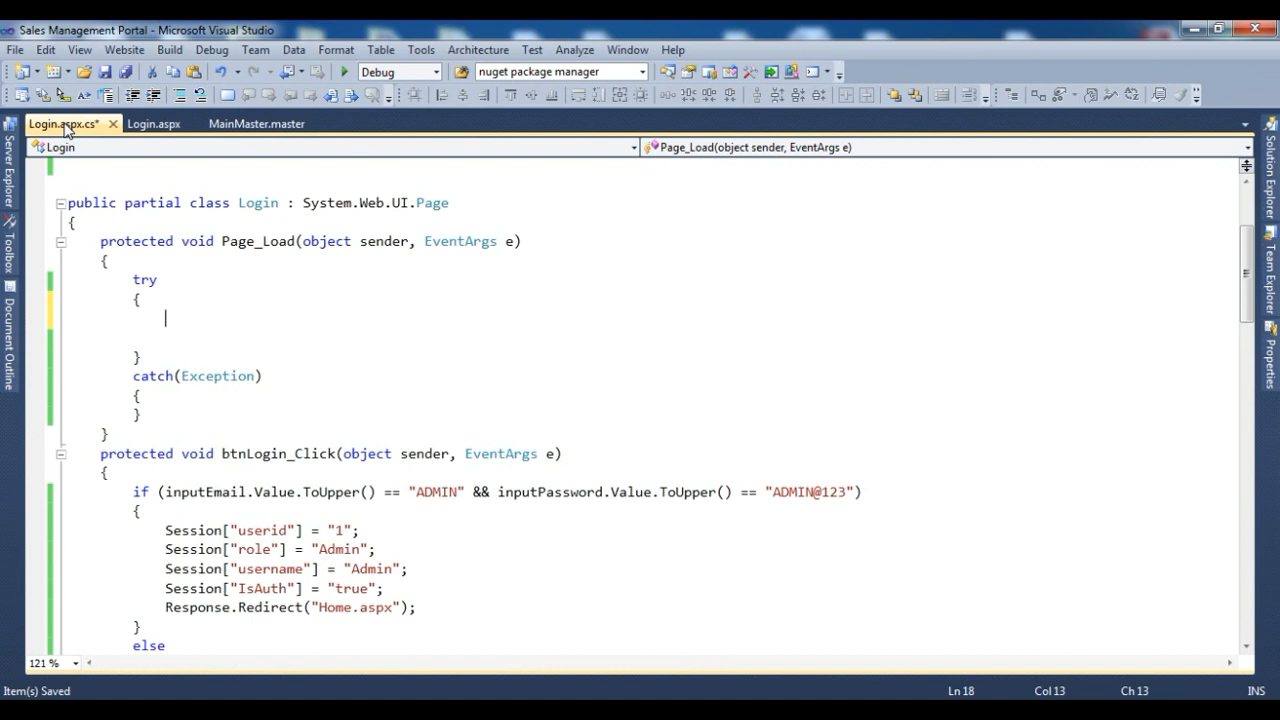 Sales Management Portal - Microsoft Visual Studio
File Edit View Website Build Debug Team Data Format Table Tools Architecture Test Analyze Window Help
Debug nuget package manager
Login.aspx.cs* Login.aspx MainMaster.master
Login Page_Load(object sender, EventArgs e)
Server Explorer
Toolbox
Document Outline
public partial class Login : System.Web.UI.Page
{
protected void Page_Load(object sender, EventArgs e)
{
try
{
}
catch(Exception)
{
}
}
protected void btnLogin_Click(object sender, EventArgs e)
{
if (inputEmail.Value.ToUpper() == "ADMIN" && inputPassword.Value.ToUpper() == "ADMIN@123")
{
Session["userid"] = "1";
Session["role"] = "Admin";
Session["username"] = "Admin";
Session["IsAuth"] = "true";
Response.Redirect("Home.aspx");
}
else
Solution Explorer
Team Explorer
Properties
121 %
Item(s) Saved Ln 18 Col 13 Ch 13 INS